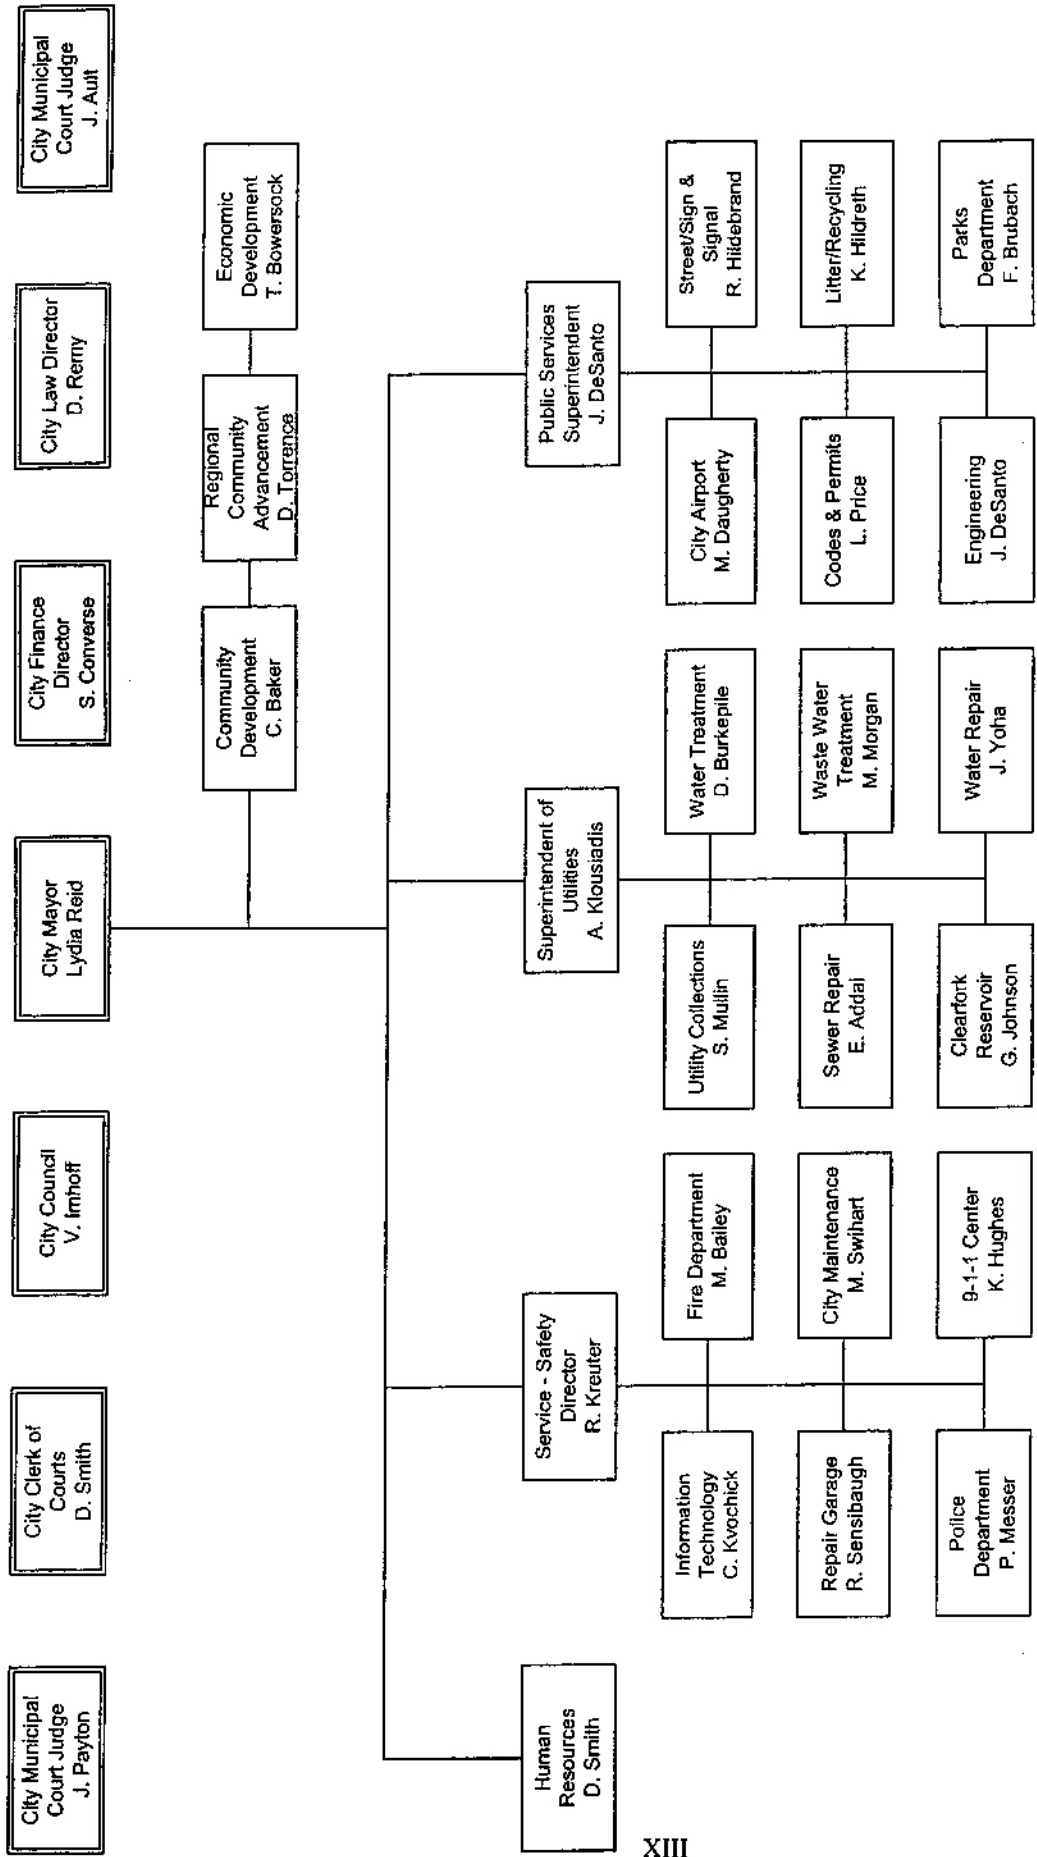 City Municipal
Court Judge
J. Payton
City Clerk of
Courts
D. Smith
City Council
V. Imhoff
City Mayor
Lydia Reid
City Finance
Director
S. Converse
City Law Director
D. Remy
City Municipal
Court Judge
J. Ault
Community
Development
C. Baker
Regional
Community
Advancement
D. Torrence
Economic
Development
T. Bowersock
Human
Resources
D. Smith
Service - Safety
Director
R. Kreuter
Superintendent of
Utilities
A. Klousiadis
Public Services
Superintendent
J. DeSanto
Information
Technology
C. Kvochick
Fire Department
M. Bailey
Utility Collections
S. Mullin
Water Treatment
D. Burkepile
City Airport
M. Daugherty
Street/Sign &
Signal
R. Hildebrand
Repair Garage
R. Sensibaugh
City Maintenance
M. Swihart
Sewer Repair
E. Addai
Waste Water
Treatment
M. Morgan
Codes & Permits
L. Price
Litter/Recycling
K. Hildreth
Police
Department
P. Messer
9-1-1 Center
K. Hughes
Clearfork
Reservoir
G. Johnson
Water Repair
J. Yoha
Engineering
J. DeSanto
Parks
Department
F. Brubach
XIII